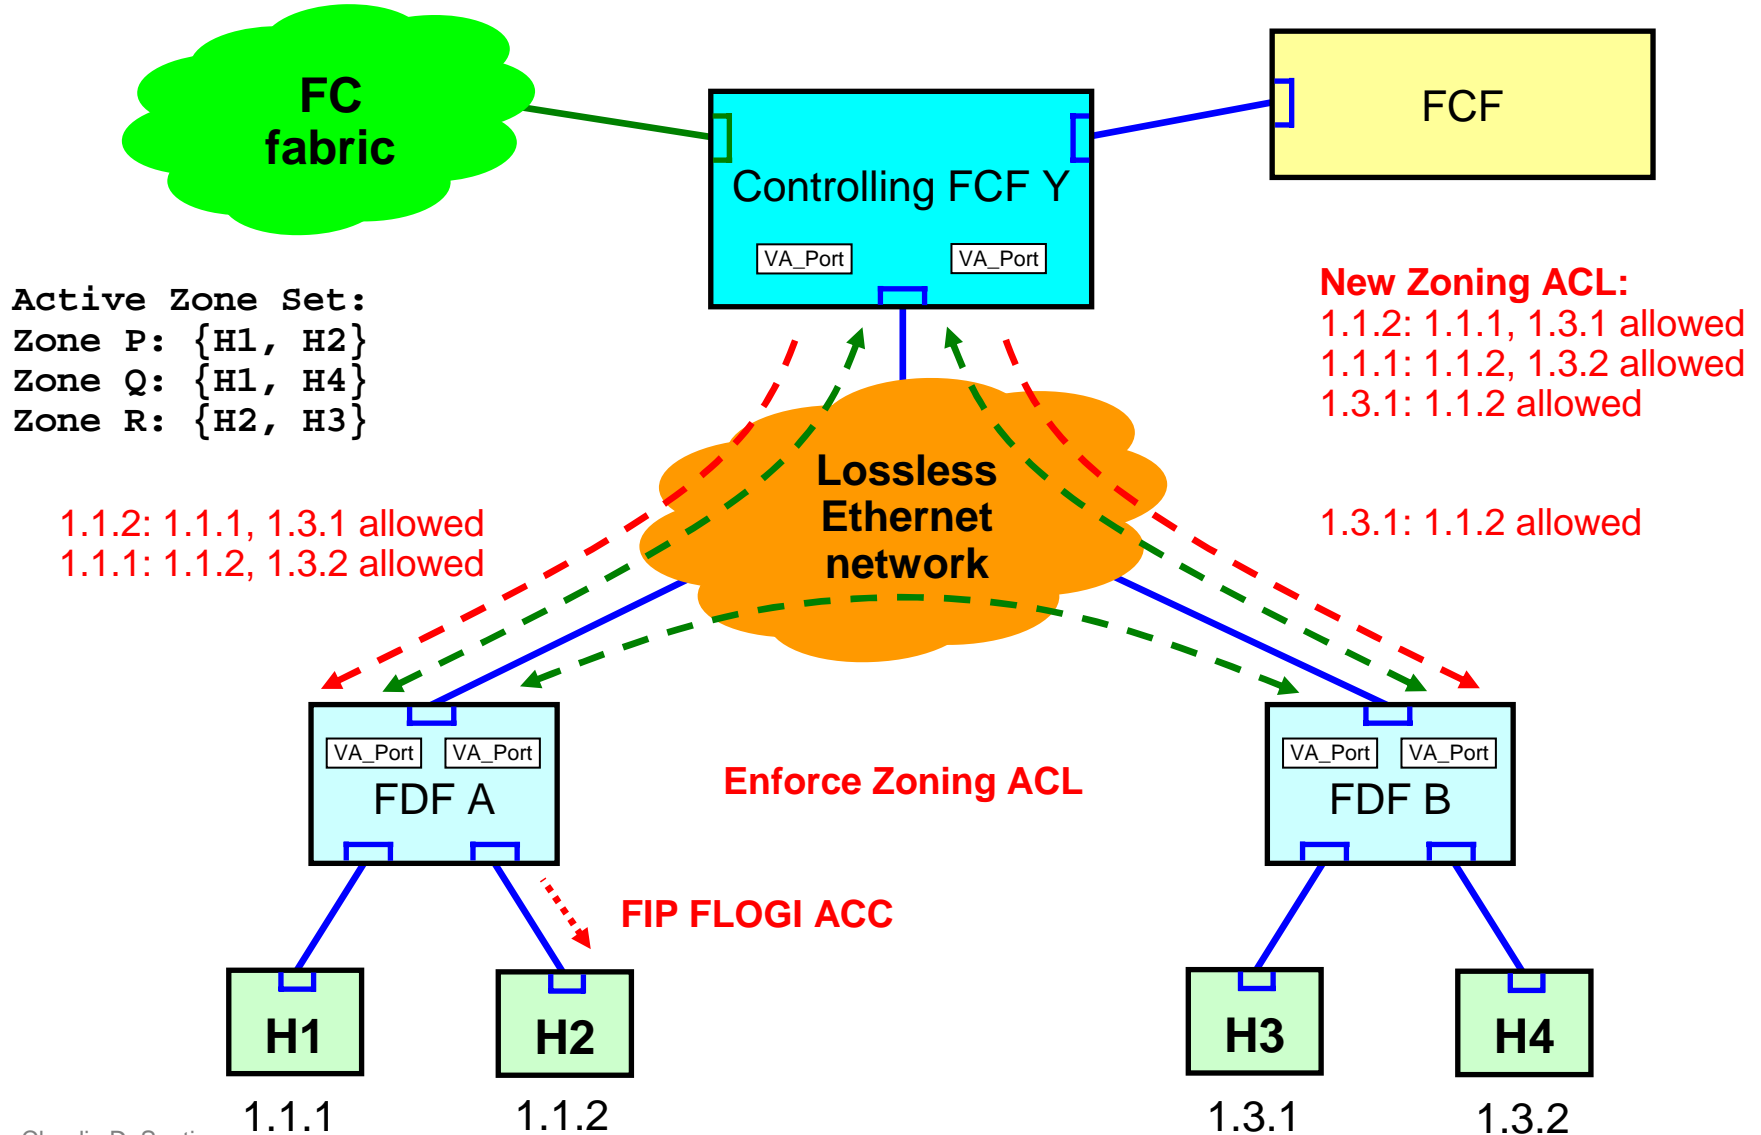 FC
fabric
Controlling FCF Y
VA_Port
VA_Port
FCF
Active Zone Set:
Zone P: {H1, H2}
Zone Q: {H1, H4}
Zone R: {H2, H3}
New Zoning ACL:
1.1.2: 1.1.1, 1.3.1 allowed
1.1.1: 1.1.2, 1.3.2 allowed
1.3.1: 1.1.2 allowed
Lossless
Ethernet
network
1.1.2: 1.1.1, 1.3.1 allowed
1.1.1: 1.1.2, 1.3.2 allowed
1.3.1: 1.1.2 allowed
VA_Port
VA_Port
FDF A
Enforce Zoning ACL
VA_Port
VA_Port
FDF B
FIP FLOGI ACC
H1
H2
H3
H4
1.1.1
1.1.2
1.3.1
1.3.2